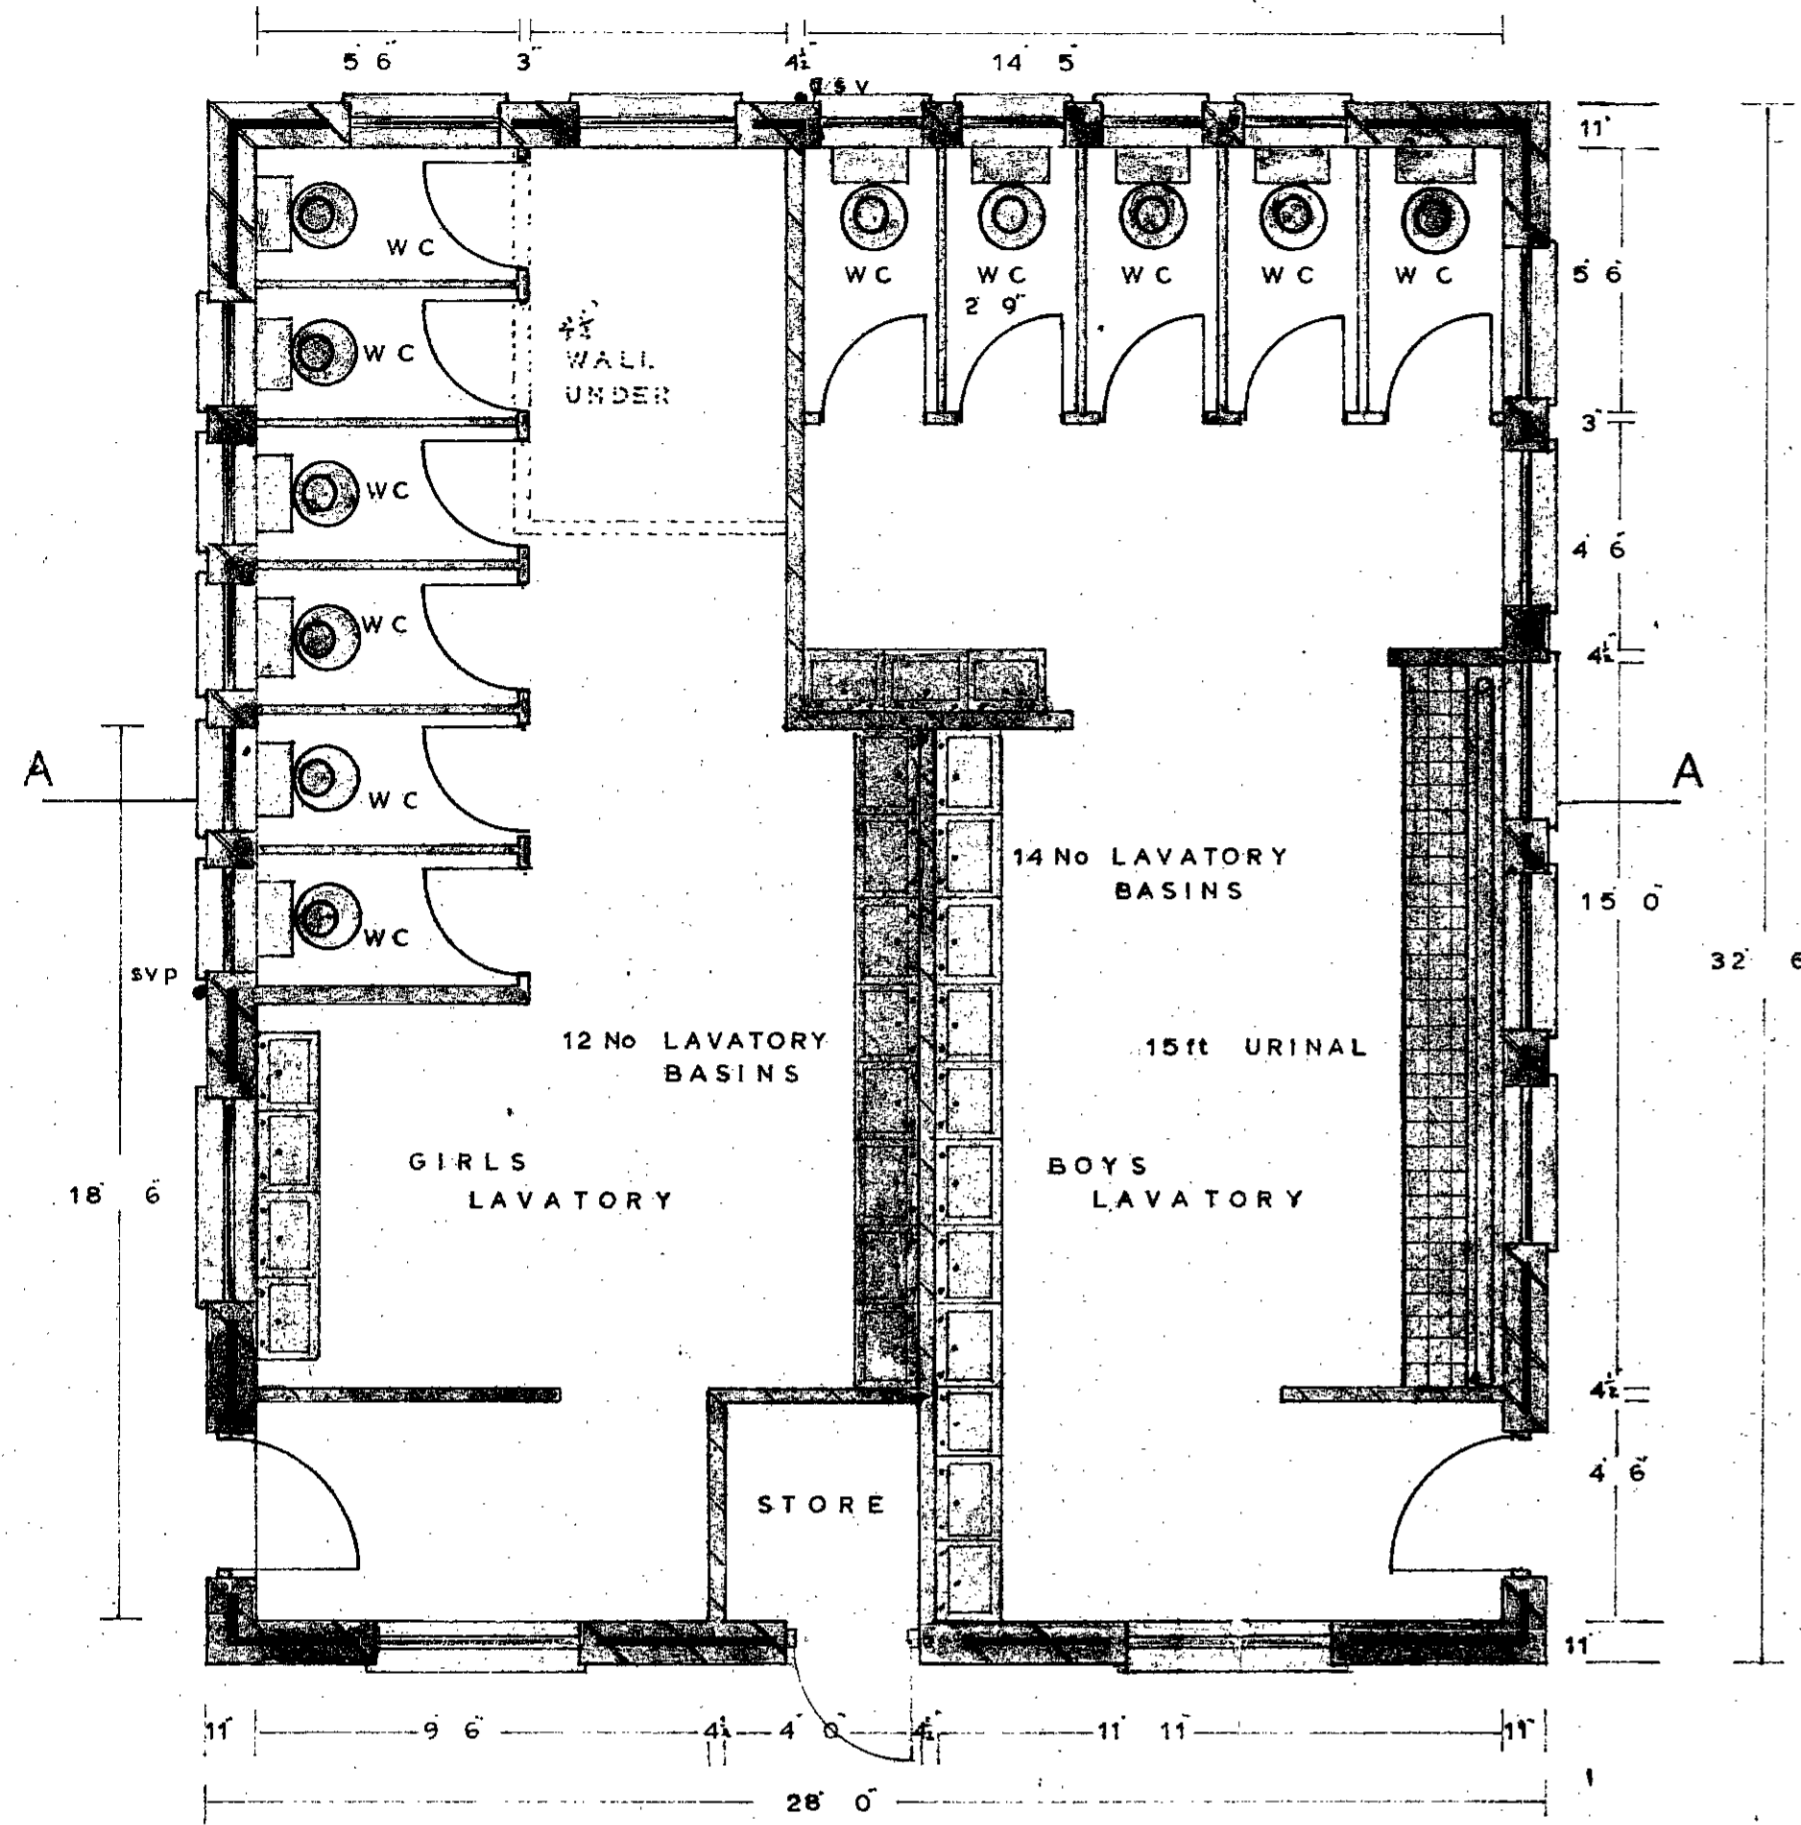 5' 6" 3" 4½" 14' 5"
s v
11"
W C
W C W C W C W C W C
5' 6"
2' 9"
W C
WALL
UNDER
3"
W C
4' 6"
W C
4½"
A A
W C
14 No LAVATORY
BASINS
15' 0"
W C
svp
32' 6
12 No LAVATORY
BASINS
15ft URINAL
GIRLS
LAVATORY
BOYS
LAVATORY
18' 6"
4½"
4' 6"
STORE
11"
11" 9' 6" 4½" 4' 0" 4½" 11' 11" 11"
28' 0"